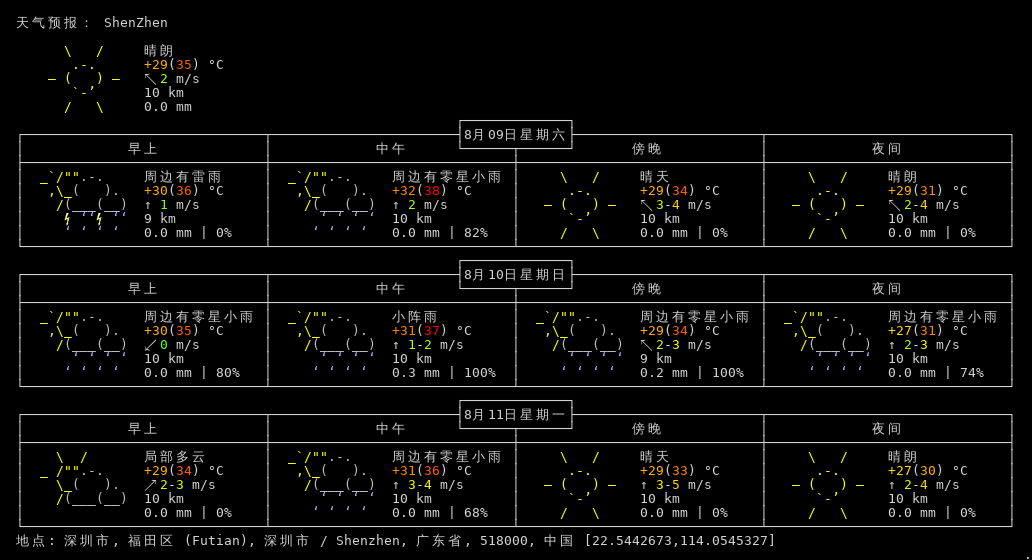 天气预报： ShenZhen
晴朗
+29(35) °C
↖2 m/s
10 km
0.0 mm
8月09日星期六
早上 中午 傍晚 夜间
周边有雷雨 周边有零星小雨 晴天 晴朗
+30(36) °C +32(38) °C +29(34) °C +29(31) °C
↑ 1 m/s ↑ 2 m/s ↖3-4 m/s ↖2-4 m/s
9 km 10 km 10 km 10 km
0.0 mm | 0% 0.0 mm | 82% 0.0 mm | 0% 0.0 mm | 0%
8月10日星期日
早上 中午 傍晚 夜间
周边有零星小雨 小阵雨 周边有零星小雨 周边有零星小雨
+30(35) °C +31(37) °C +29(34) °C +27(31) °C
↙0 m/s ↑ 1-2 m/s ↖2-3 m/s ↑ 2-3 m/s
10 km 10 km 9 km 10 km
0.0 mm | 80% 0.3 mm | 100% 0.2 mm | 100% 0.0 mm | 74%
8月11日星期一
早上 中午 傍晚 夜间
局部多云 周边有零星小雨 晴天 晴朗
+29(34) °C +31(36) °C +29(33) °C +27(30) °C
↗2-3 m/s ↑ 3-4 m/s ↑ 3-5 m/s ↑ 2-4 m/s
10 km 10 km 10 km 10 km
0.0 mm | 0% 0.0 mm | 68% 0.0 mm | 0% 0.0 mm | 0%
地点: 深圳市, 福田区 (Futian), 深圳市 / Shenzhen, 广东省, 518000, 中国 [22.5442673,114.0545327]